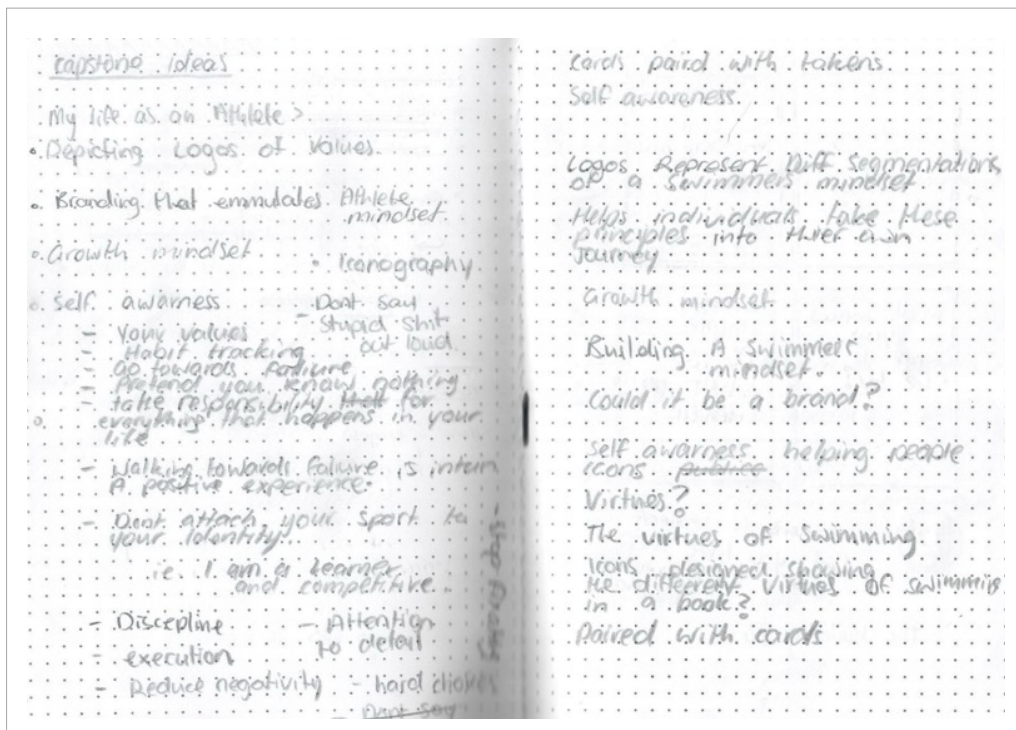 Capstone ideas
My life as an Athlete >
• Depicting Logos of values
• Branding that emmulates Athlete
mindset
• Growth mindset
• Iconography
• Self awarness
- Your values
- Habit tracking
- Go towards failure
- Pretend you know nothing
- take responsibility for
everything that happens in your
life
- Dont say
Stupid shit
out loud
- Walking towards failure is intern
A positive experience.
- Dont attach your sport to
your identity
ie. I am a learner
and competitive.
- Discepline
- execution
- Reduce negativity
- Attention
to detail
- hard choices
- Dont say
Cards paired with tokens
Self awareness
Logos Represent Diff segmentations
of a swimmers mindset
Helps individuals take these
principles into their own
Journey
Growth mindset
Building A swimmers
mindset.
Could it be a brand?
Self awarness helping people
icons
Virtues?
The virtues of swimming.
Icons designed showing
the different virtues of swimming
in a book?
Paired with cards